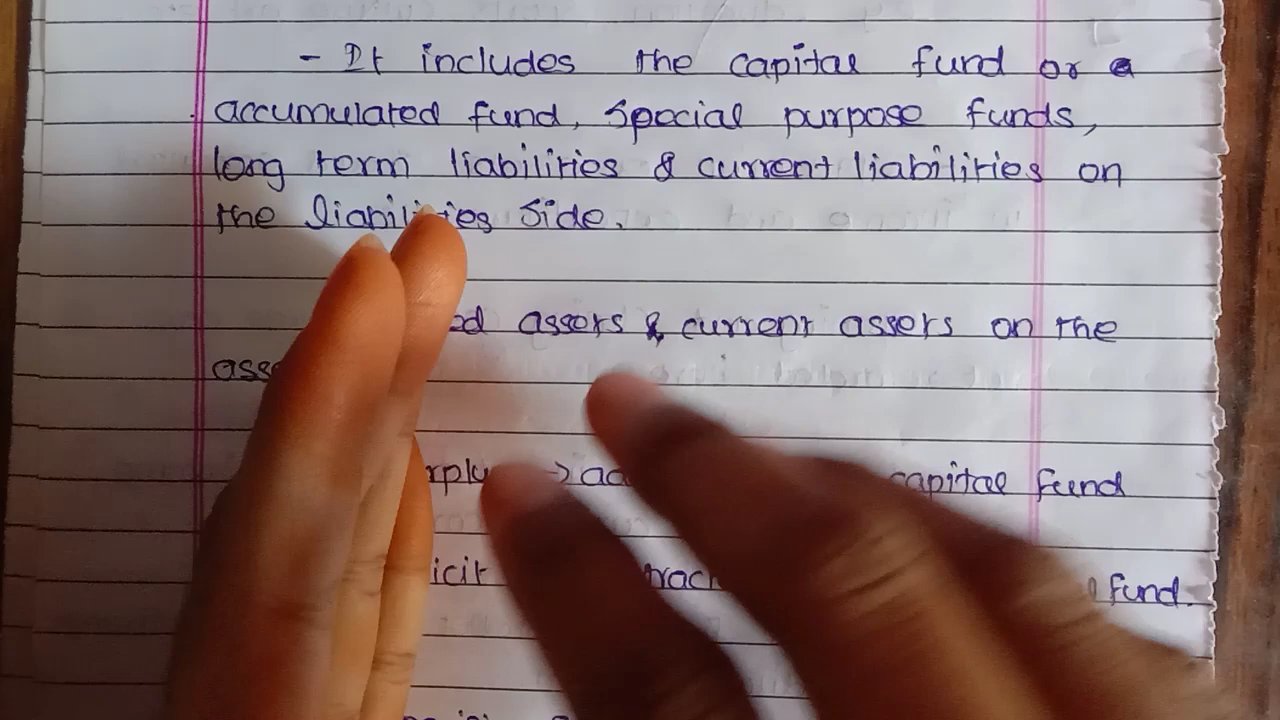 - It includes the capital fund or a
accumulated fund, special purpose funds,
long term liabilities & current liabilities on
the liabilities side.
assets & current assets on the
→ capital fund
fund.